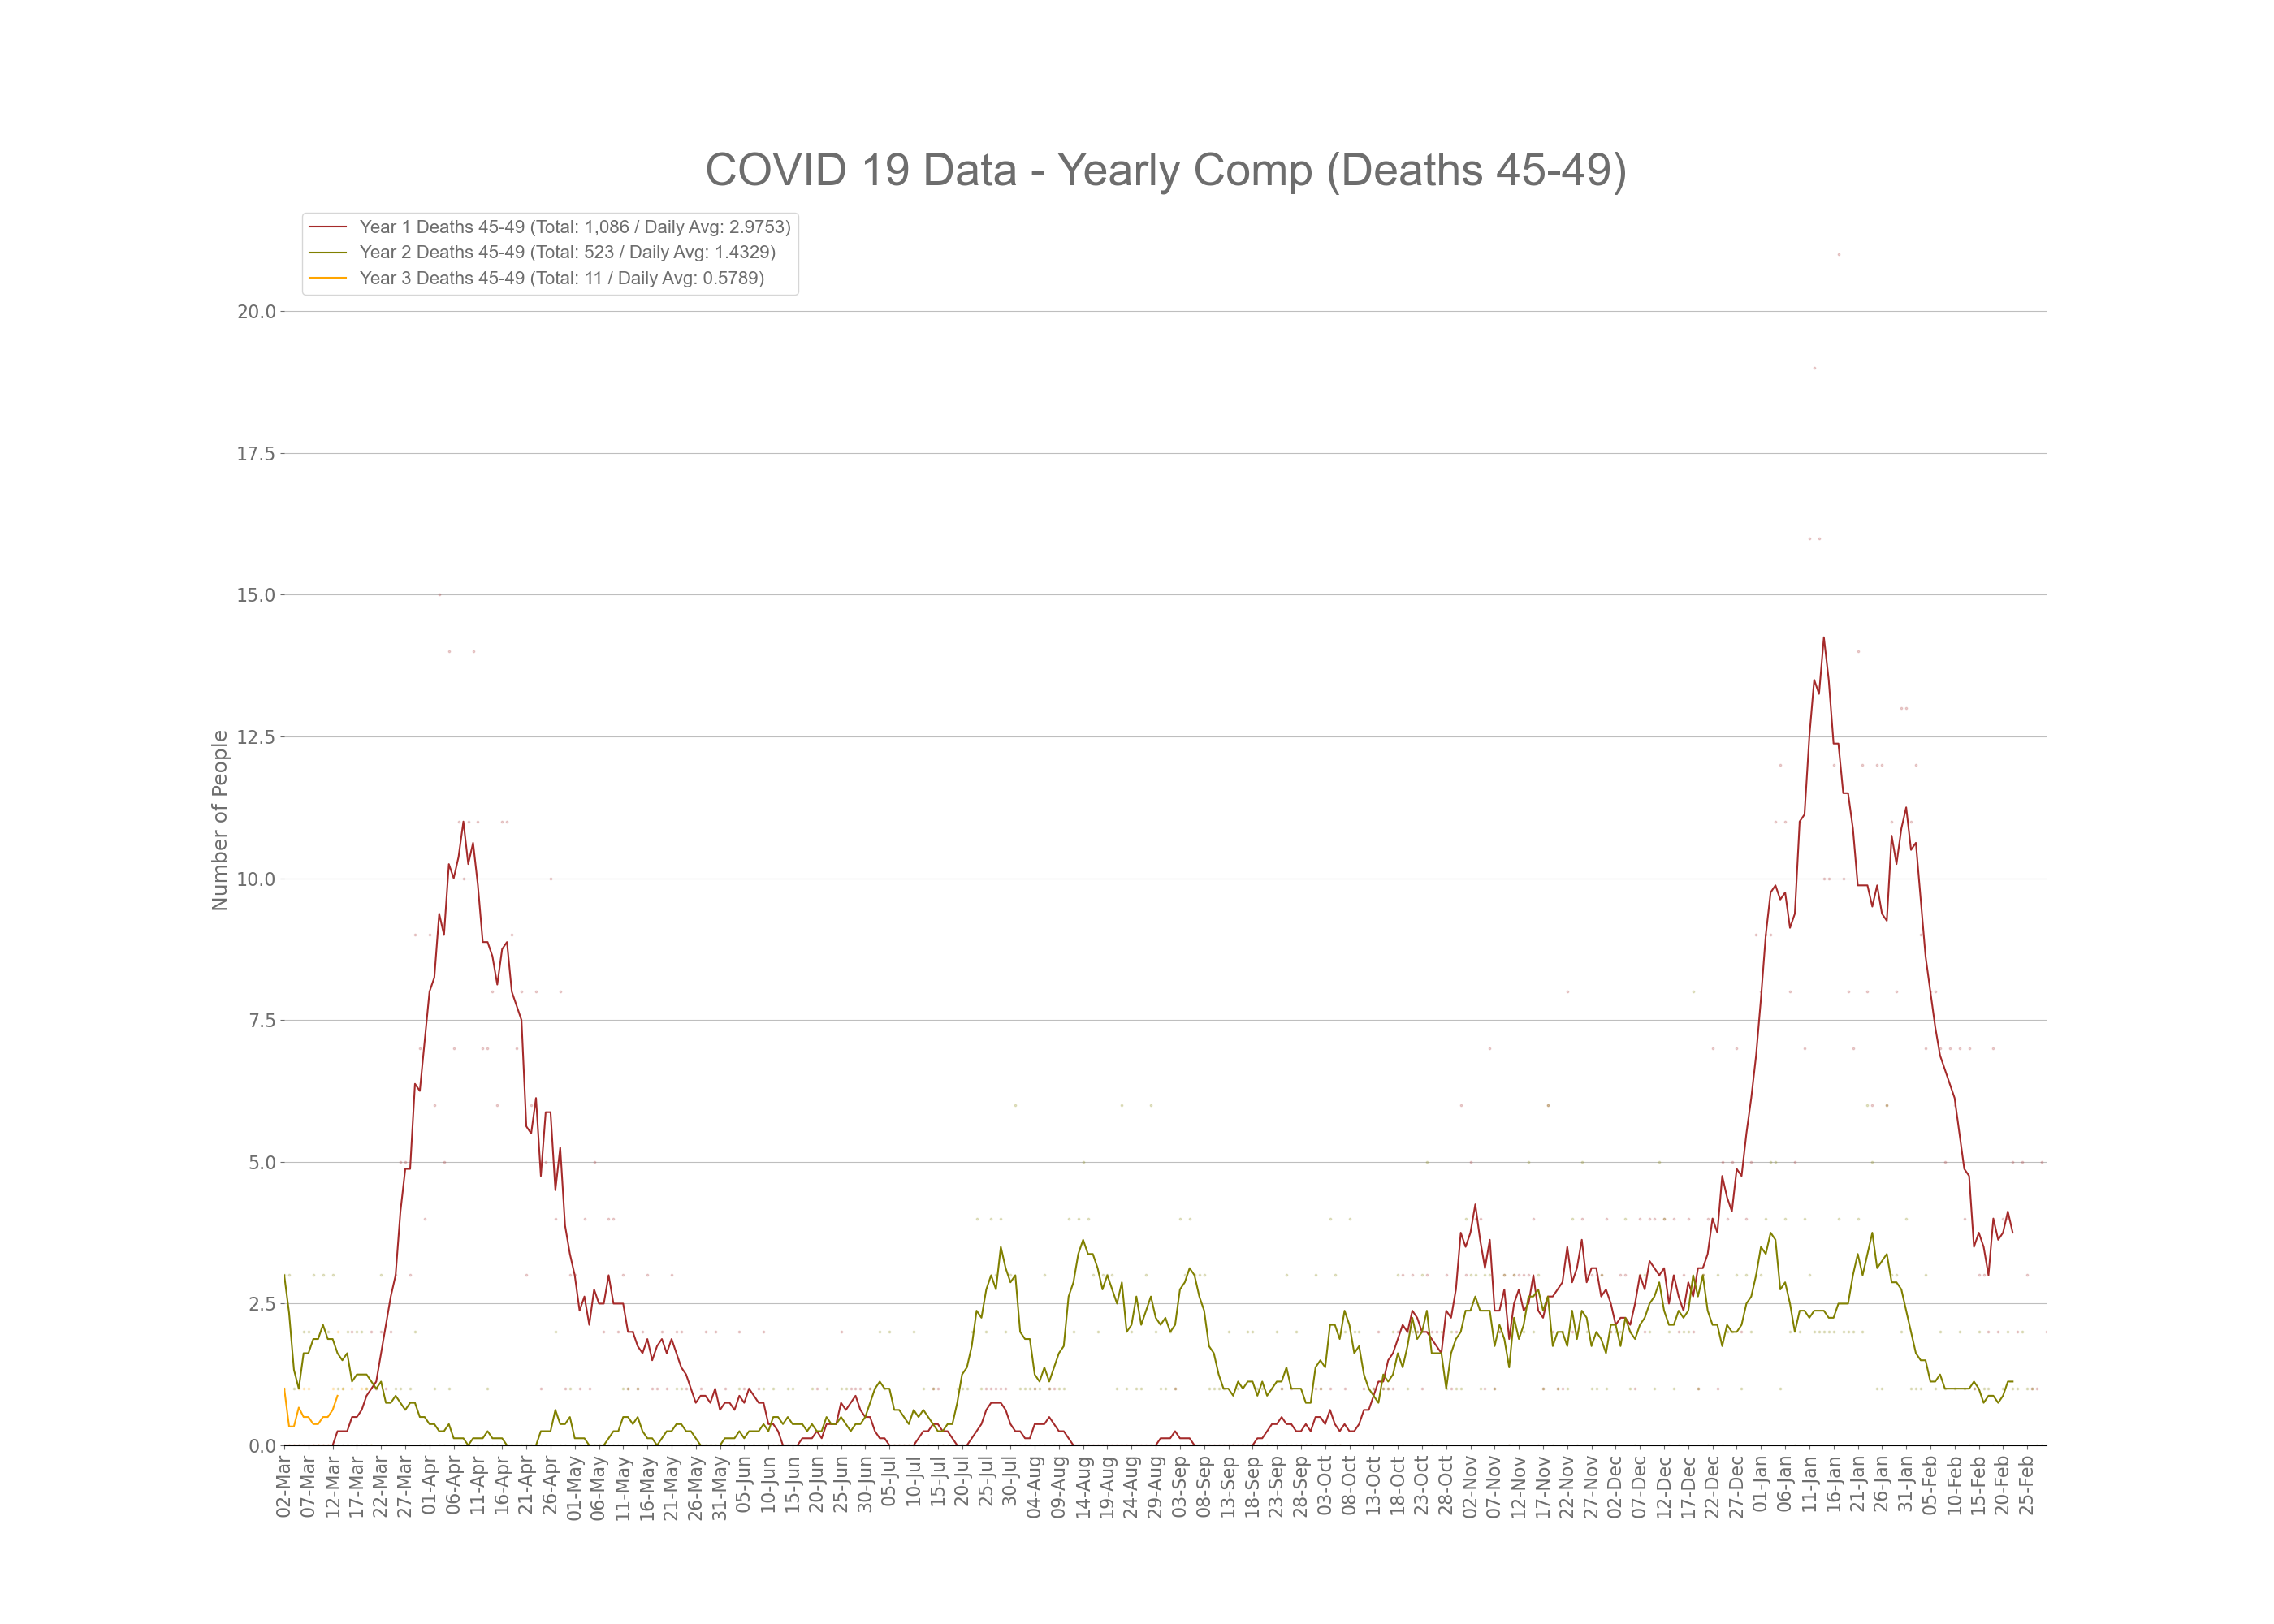 COVID 19 Data - Yearly Comp (Deaths 45-49)
Year 1 Deaths 45-49 (Total: 1,086 / Daily Avg: 2.9753)
Year 2 Deaths 45-49 (Total: 523 / Daily Avg: 1.4329)
Year 3 Deaths 45-49 (Total: 11 / Daily Avg: 0.5789)
Number of People
20.0
17.5
15.0
12.5
10.0
7.5
5.0
2.5
0.0
02-Mar
07-Mar
12-Mar
17-Mar
22-Mar
27-Mar
01-Apr
06-Apr
11-Apr
16-Apr
21-Apr
26-Apr
01-May
06-May
11-May
16-May
21-May
26-May
31-May
05-Jun
10-Jun
15-Jun
20-Jun
25-Jun
30-Jun
05-Jul
10-Jul
15-Jul
20-Jul
25-Jul
30-Jul
04-Aug
09-Aug
14-Aug
19-Aug
24-Aug
29-Aug
03-Sep
08-Sep
13-Sep
18-Sep
23-Sep
28-Sep
03-Oct
08-Oct
13-Oct
18-Oct
23-Oct
28-Oct
02-Nov
07-Nov
12-Nov
17-Nov
22-Nov
27-Nov
02-Dec
07-Dec
12-Dec
17-Dec
22-Dec
27-Dec
01-Jan
06-Jan
11-Jan
16-Jan
21-Jan
26-Jan
31-Jan
05-Feb
10-Feb
15-Feb
20-Feb
25-Feb